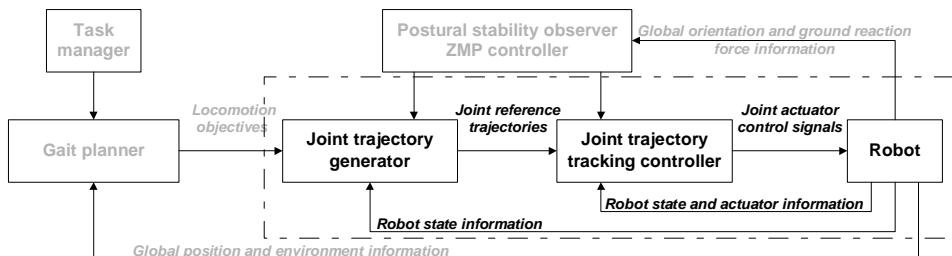 Task
manager
Postural stability observer
ZMP controller
Global orientation and ground reaction
force information
Locomotion
objectives
Joint reference
trajectories
Joint actuator
control signals
Gait planner
Joint trajectory
generator
Joint trajectory
tracking controller
Robot
Robot state and actuator information
Robot state information
Global position and environment information